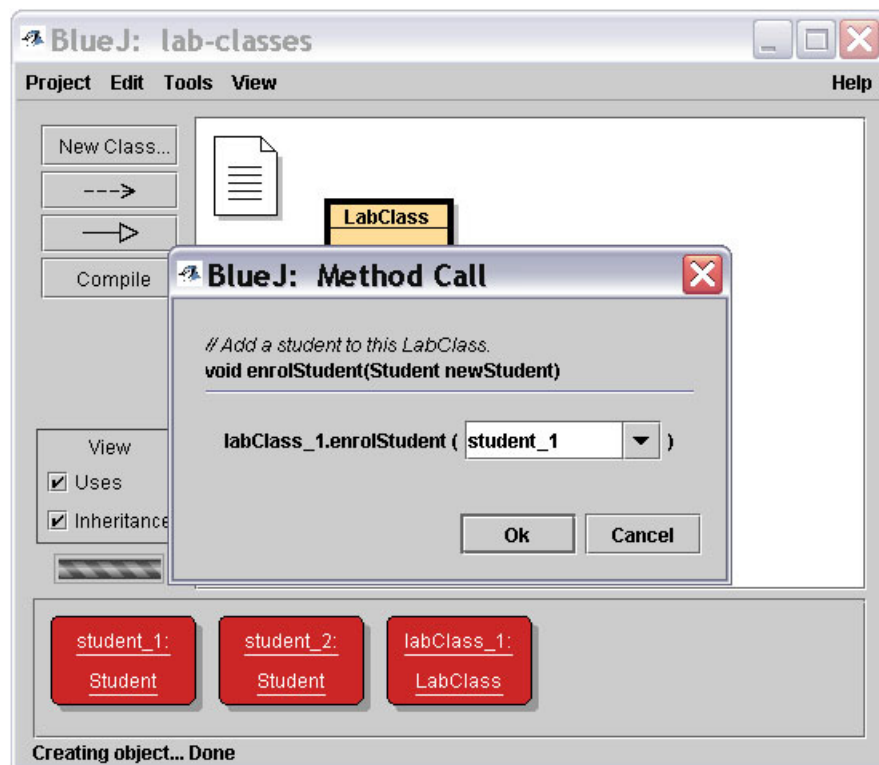 BlueJ: lab-classes
Project Edit Tools View Help
New Class...
LabClass
Compile
BlueJ: Method Call
// Add a student to this LabClass.
void enrolStudent(Student newStudent)
labClass_1.enrolStudent ( student_1 )
View
Uses
Inheritance
Ok Cancel
student_1: student_2: labClass_1:
Student Student LabClass
Creating object... Done